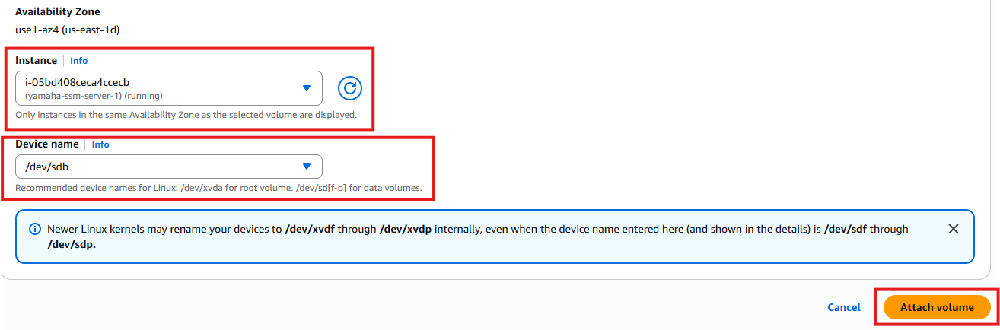 Availability Zone
use1-az4 (us-east-1d)
Instance Info
i-05bd408ceca4ccecb
(yamaha-ssm-server-1) (running)
Only instances in the same Availability Zone as the selected volume are displayed.
Device name Info
/dev/sdb
Recommended device names for Linux: /dev/xvda for root volume. /dev/sd[f-p] for data volumes.
Newer Linux kernels may rename your devices to /dev/xvdf through /dev/xvdp internally, even when the device name entered here (and shown in the details) is /dev/sdf through
/dev/sdp.
Cancel Attach volume